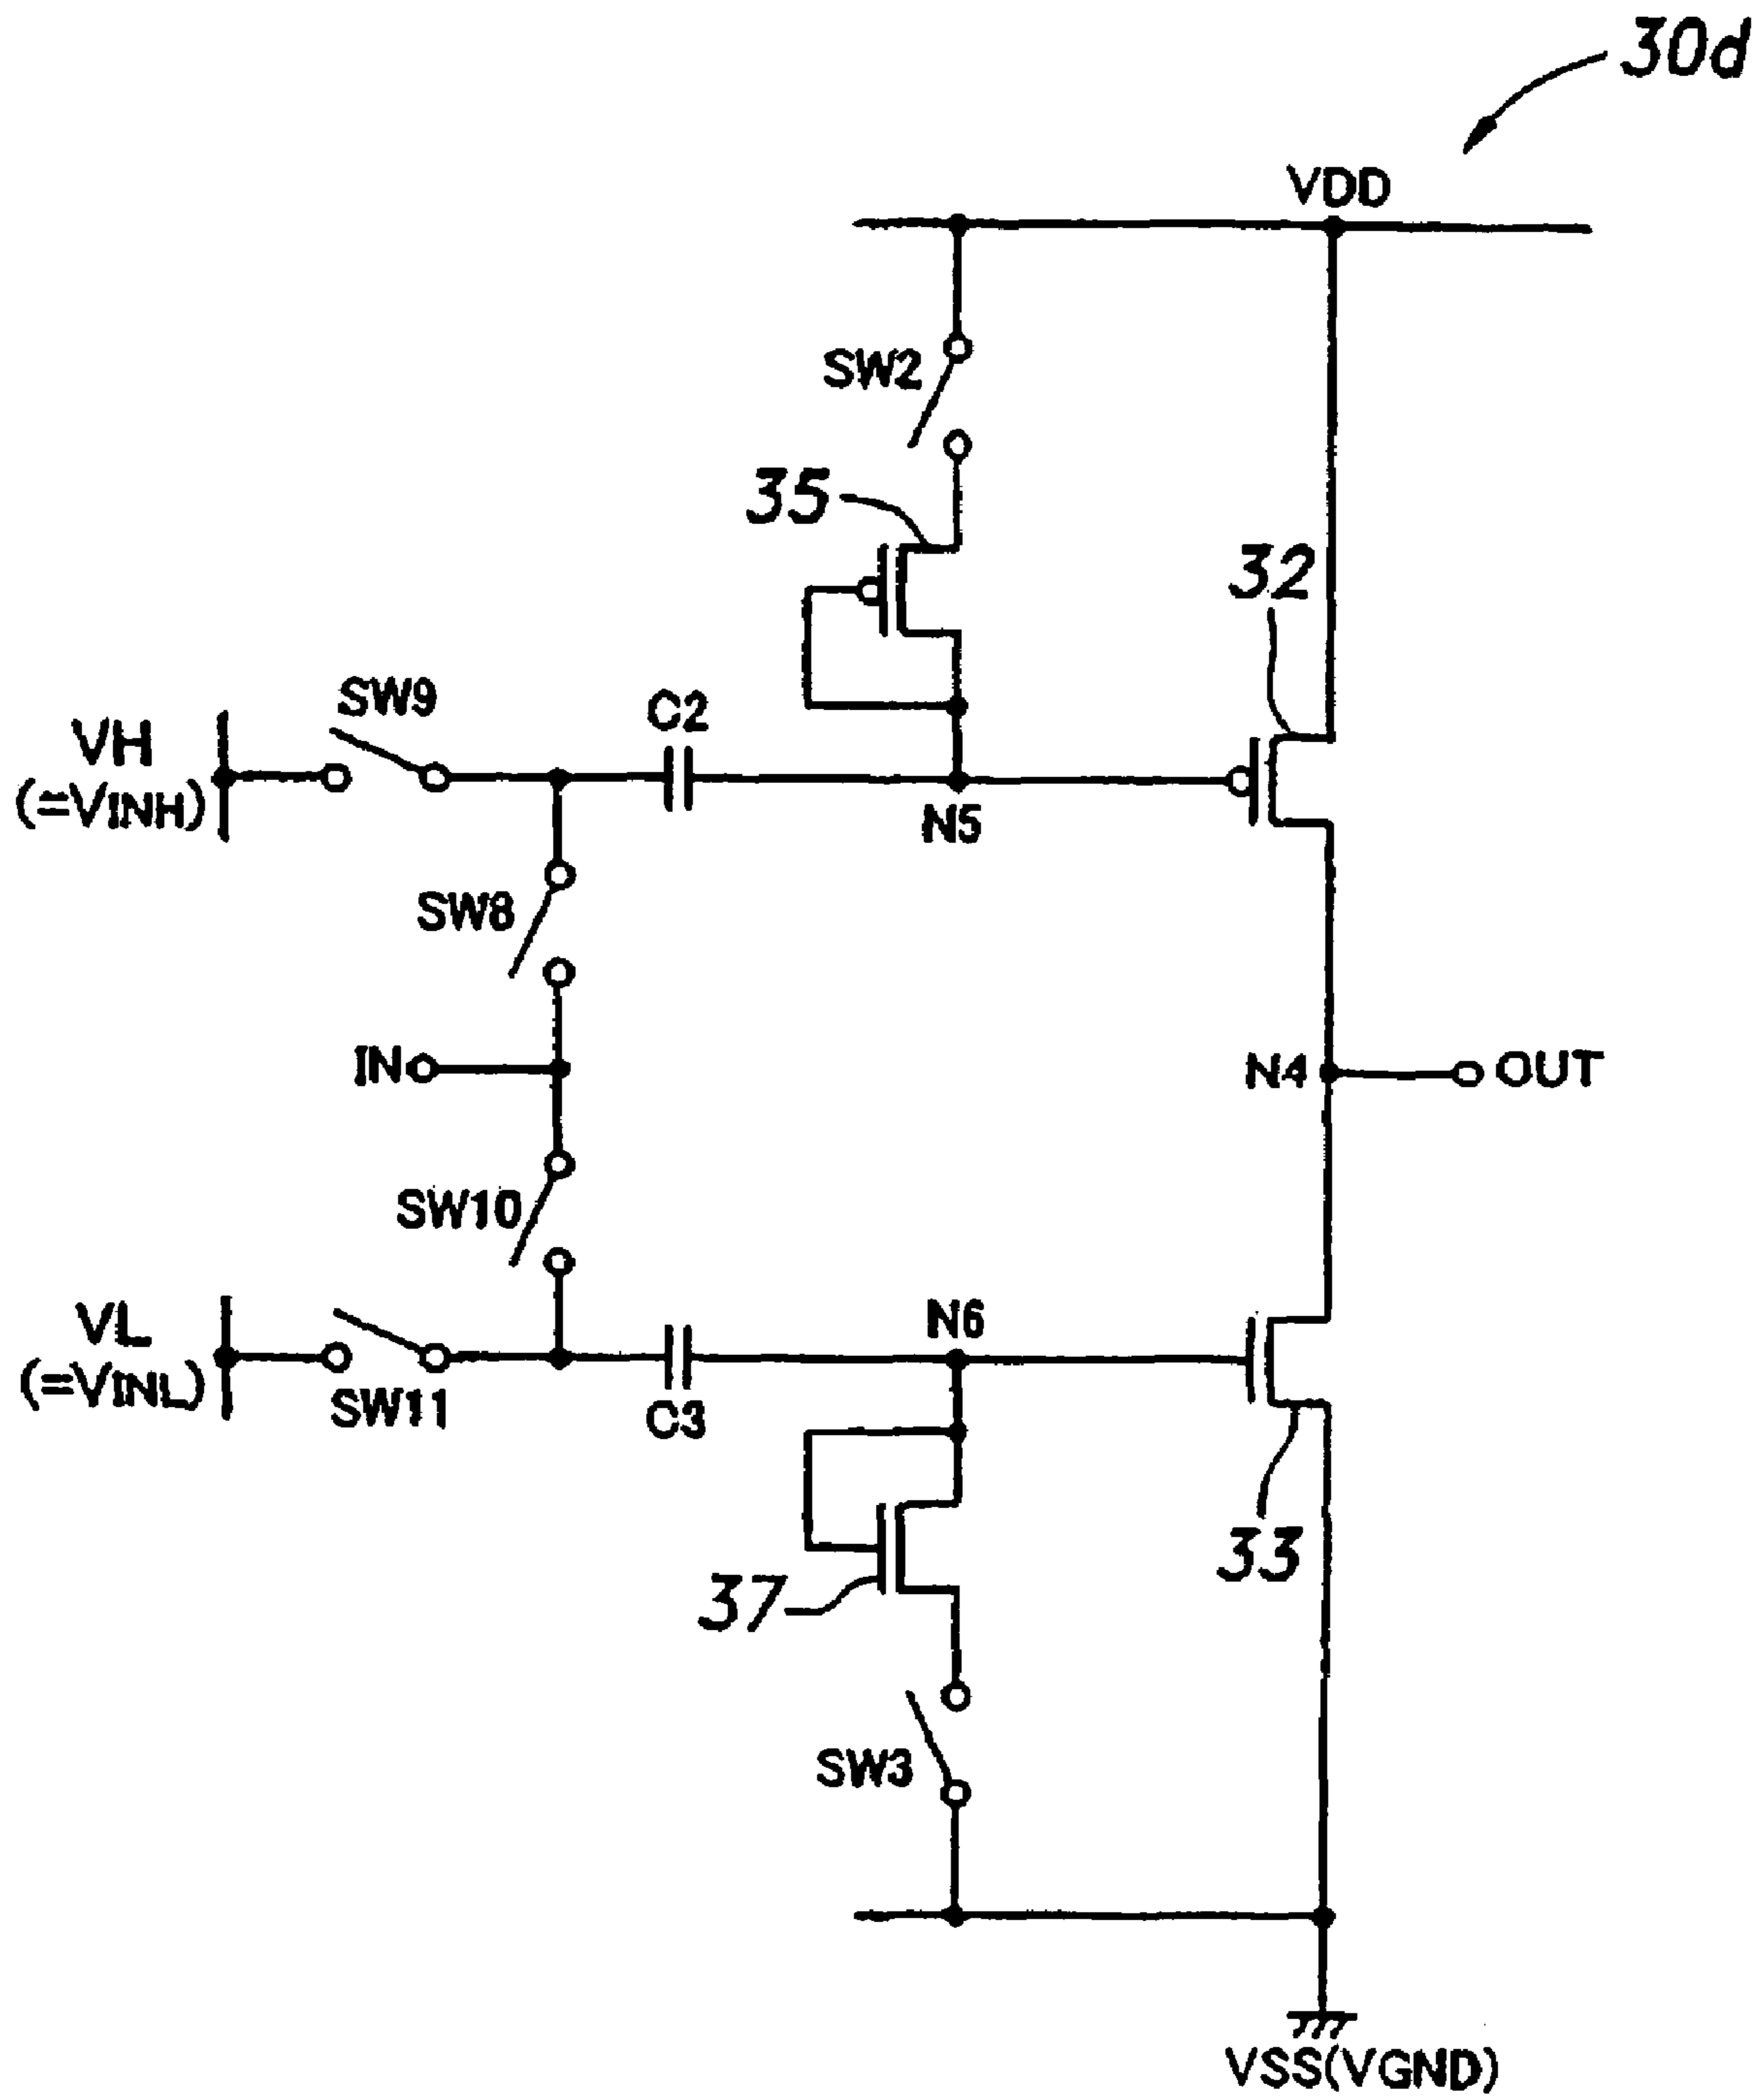 30d
VDD
SW2
35
32
SW9
C2
VH
(=VINH)
N5
SW8
IN
N4
OUT
SW10
VL
(=VINL)
N6
SW11
C3
37
33
SW3
VSS(VGND)